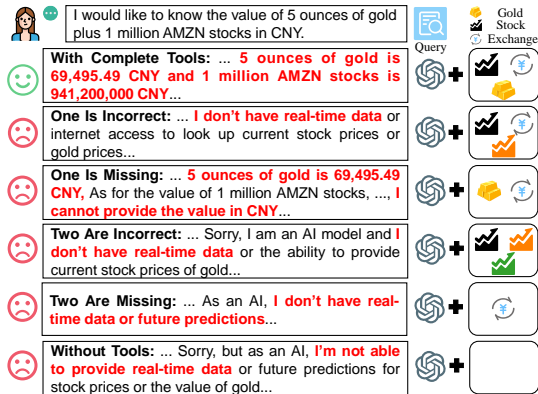 I would like to know the value of 5 ounces of gold
plus 1 million AMZN stocks in CNY.
Query
Gold
Stock
¥ Exchange
With Complete Tools: ... 5 ounces of gold is
69,495.49 CNY and 1 million AMZN stocks is
941,200,000 CNY...
One Is Incorrect: ... I don't have real-time data or
internet access to look up current stock prices or
gold prices...
One Is Missing: ... 5 ounces of gold is 69,495.49
CNY, As for the value of 1 million AMZN stocks, ..., I
cannot provide the value in CNY...
Two Are Incorrect: ... Sorry, I am an AI model and I
don't have real-time data or the ability to provide
current stock prices of gold...
Two Are Missing: ... As an AI, I don't have real-
time data or future predictions...
Without Tools: ... Sorry, but as an AI, I'm not able
to provide real-time data or future predictions for
stock prices or the value of gold...